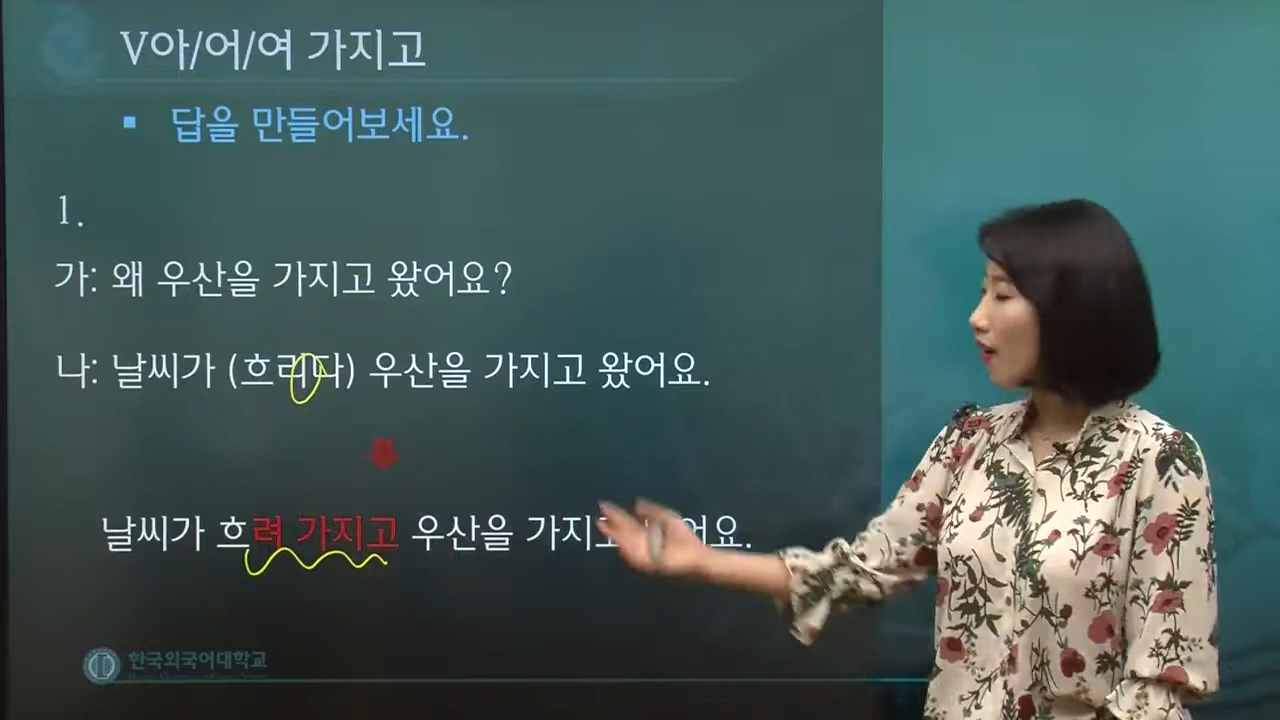 V아/어/여 가지고
▪ 답을 만들어보세요.
1.
가: 왜 우산을 가지고 왔어요?
나: 날씨가 (흐리다) 우산을 가지고 왔어요.
날씨가 흐려 가지고 우산을 가지고 어요.
한국외국어대학교